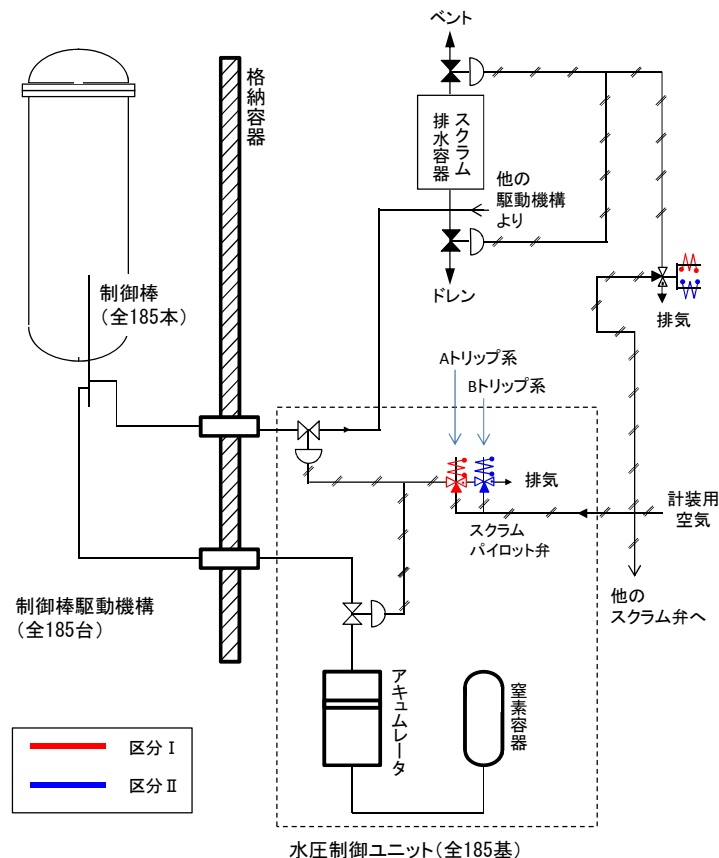 ベント
格納容器
スクラム
排水容器
他の
駆動機構
より
ドレン
制御棒
(全185本)
排気
Aトリップ系
Bトリップ系
排気
スクラム
パイロット弁
計装用
空気
他の
スクラム弁へ
制御棒駆動機構
(全185台)
アキュムレータ
窒素容器
区分Ⅰ
区分Ⅱ
水圧制御ユニット(全185基)